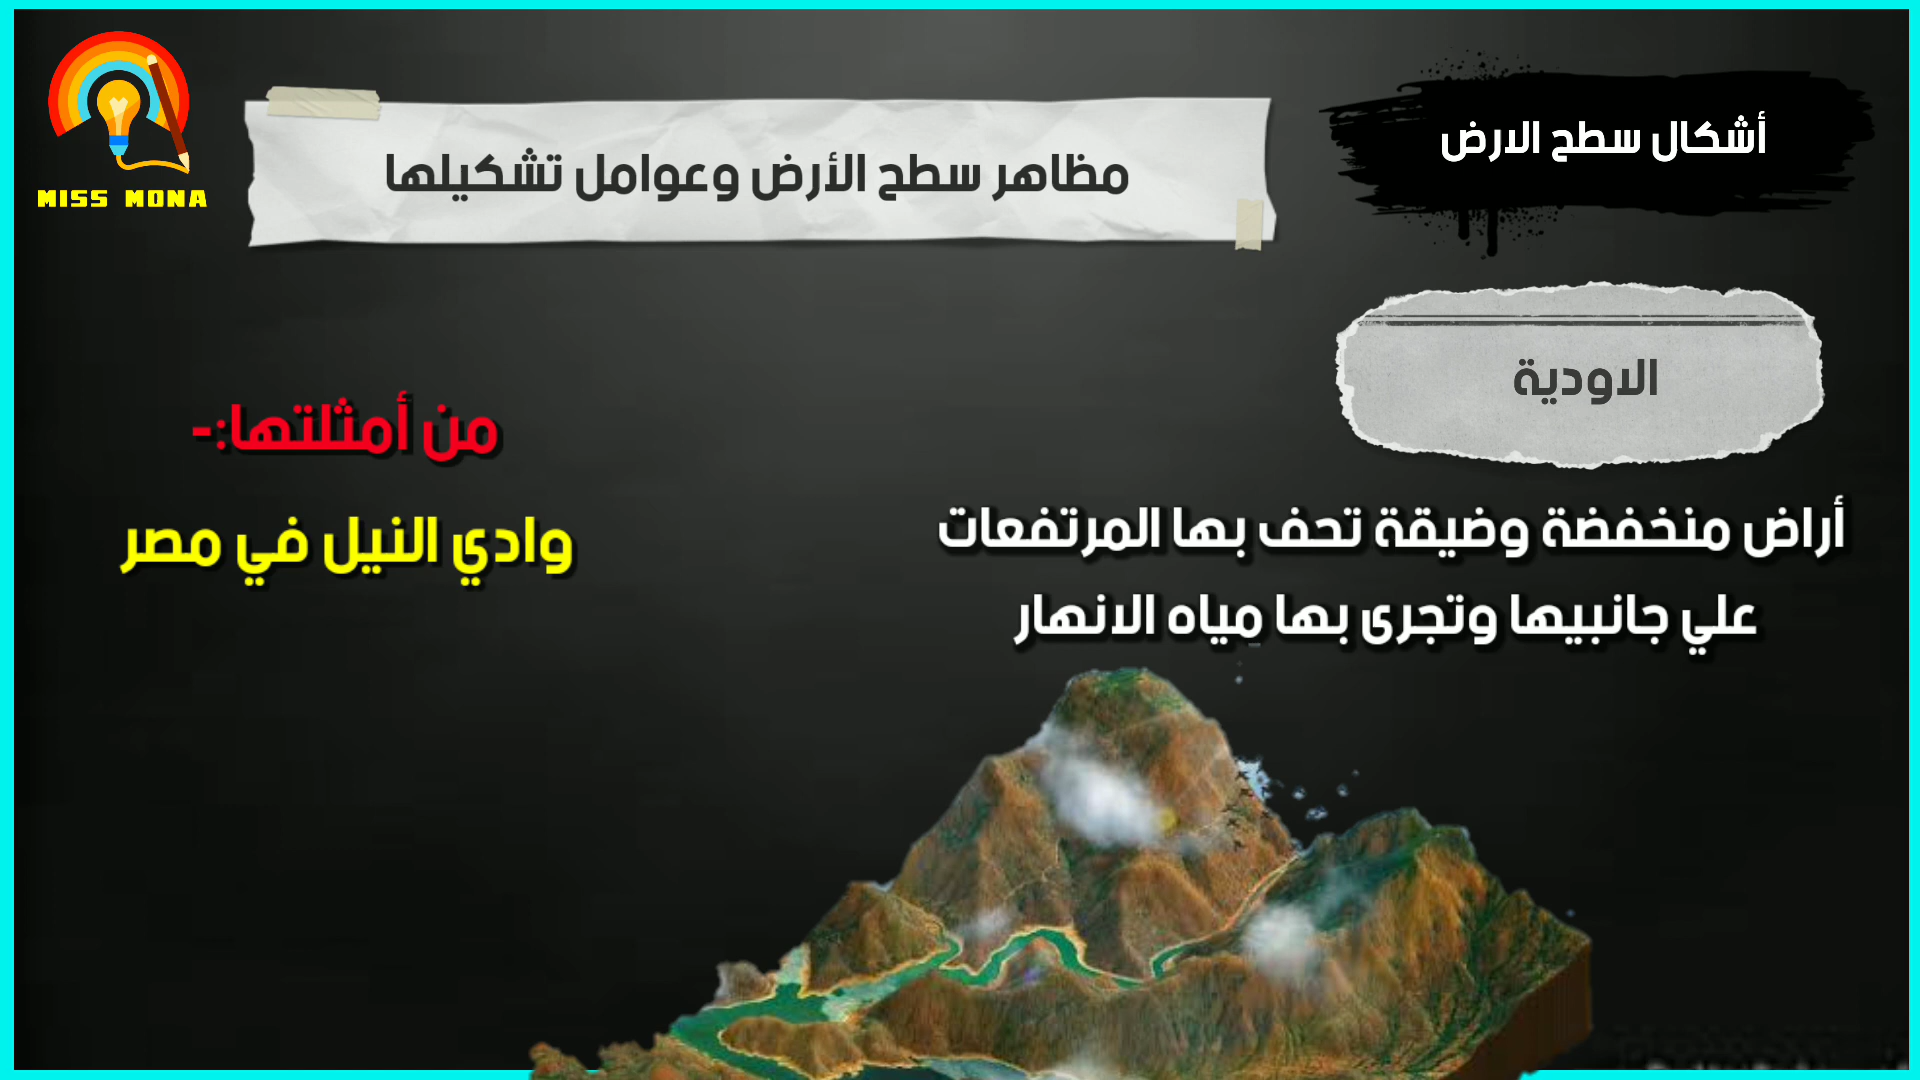 MISS MONA
أشكال سطح الارض
مظاهر سطح الأرض وعوامل تشكيلها
الاودية
أراض منخفضة وضيقة تحف بها المرتفعات
علي جانبيها وتجرى بها مياه الانهار
من أمثلتها:-
وادي النيل في مصر